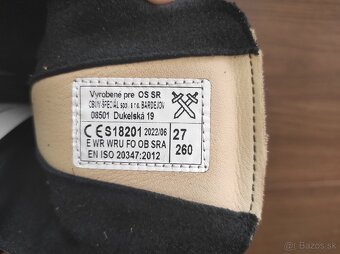 Vyrobené pre OS SR
OBUV ŠPECIÁL spol. s r.o. BARDEJOV
08501 Dukelská 19
CE S18201 2022/06
27
E WR WRU FO OB SRA
260
EN ISO 20347:2012
Bazos.sk